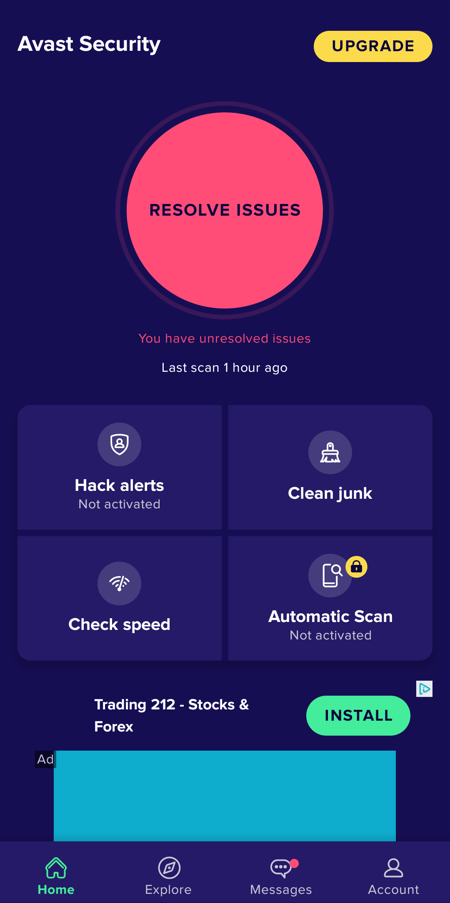 Avast Security
UPGRADE
RESOLVE ISSUES
You have unresolved issues
Last scan 1 hour ago
Hack alerts
Not activated
Clean junk
Check speed
Automatic Scan
Not activated
Trading 212 - Stocks &
Forex
INSTALL
Ad
Home
Explore
Messages
Account